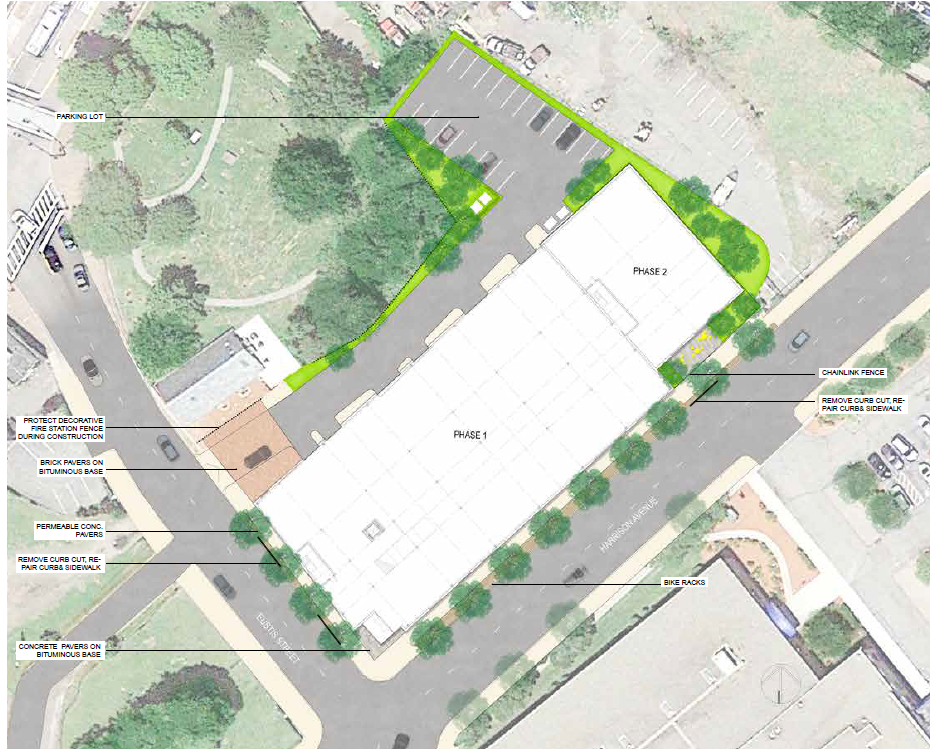 PARKING LOT
PHASE 2
CHAINLINK FENCE
REMOVE CURB CUT, RE-
PAIR CURB& SIDEWALK
PROTECT DECORATIVE
FIRE STATION FENCE
DURING CONSTRUCTION
PHASE 1
BRICK PAVERS ON
BITUMINOUS BASE
PERMEABLE CONC.
PAVERS
HARRISON AVENUE
REMOVE CURB CUT, RE-
PAIR CURB& SIDEWALK
BIKE RACKS
EUSTIS STREET
CONCRETE PAVERS ON
BITUMINOUS BASE